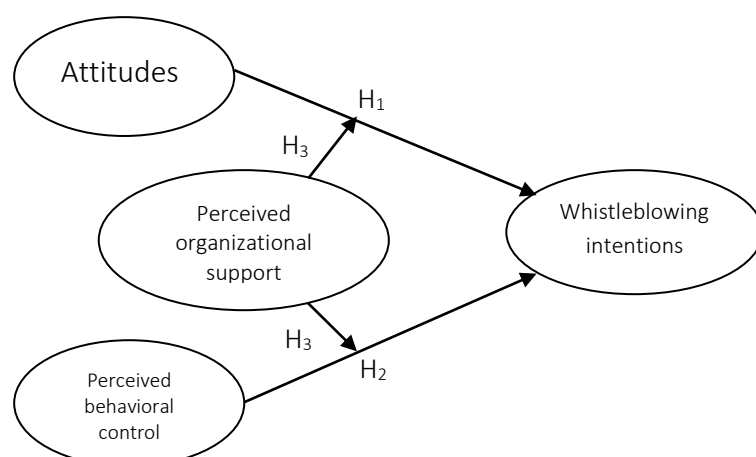 Attitudes
H₁
H₃
Perceived
organizational
support
Whistleblowing
intentions
H₃
H₂
Perceived
behavioral
control